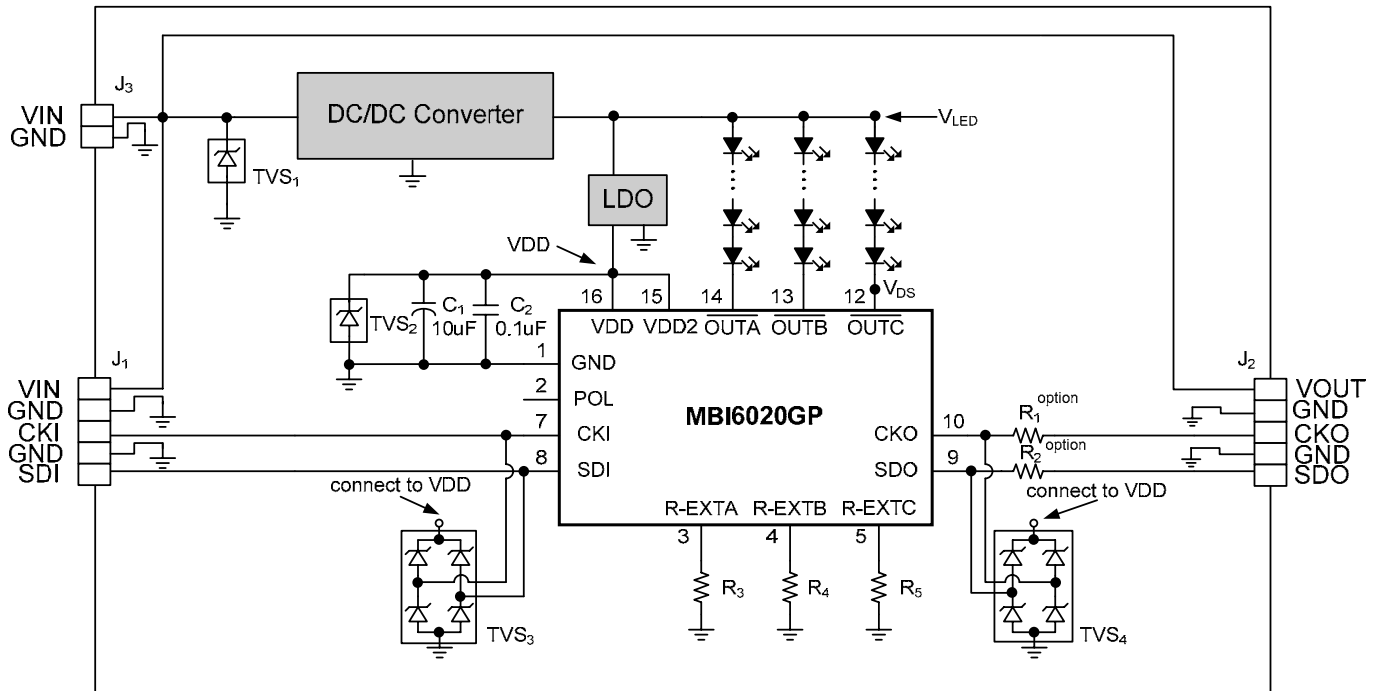 J3
VIN
GND
DC/DC Converter
VLED
TVS1
LDO
VDD
VDS
TVS2
C1
10uF
C2
0.1uF
16
15
14
13
12
VDD
VDD2
OUTA
OUTB
OUTC
J1
VIN
GND
CKI
GND
SDI
1
GND
2
POL
7
CKI
8
SDI
MBI6020GP
CKO
10
SDO
9
R1 option
R2 option
J2
VOUT
GND
CKO
GND
SDO
R-EXTA
R-EXTB
R-EXTC
3
4
5
R3
R4
R5
connect to VDD
TVS3
connect to VDD
TVS4